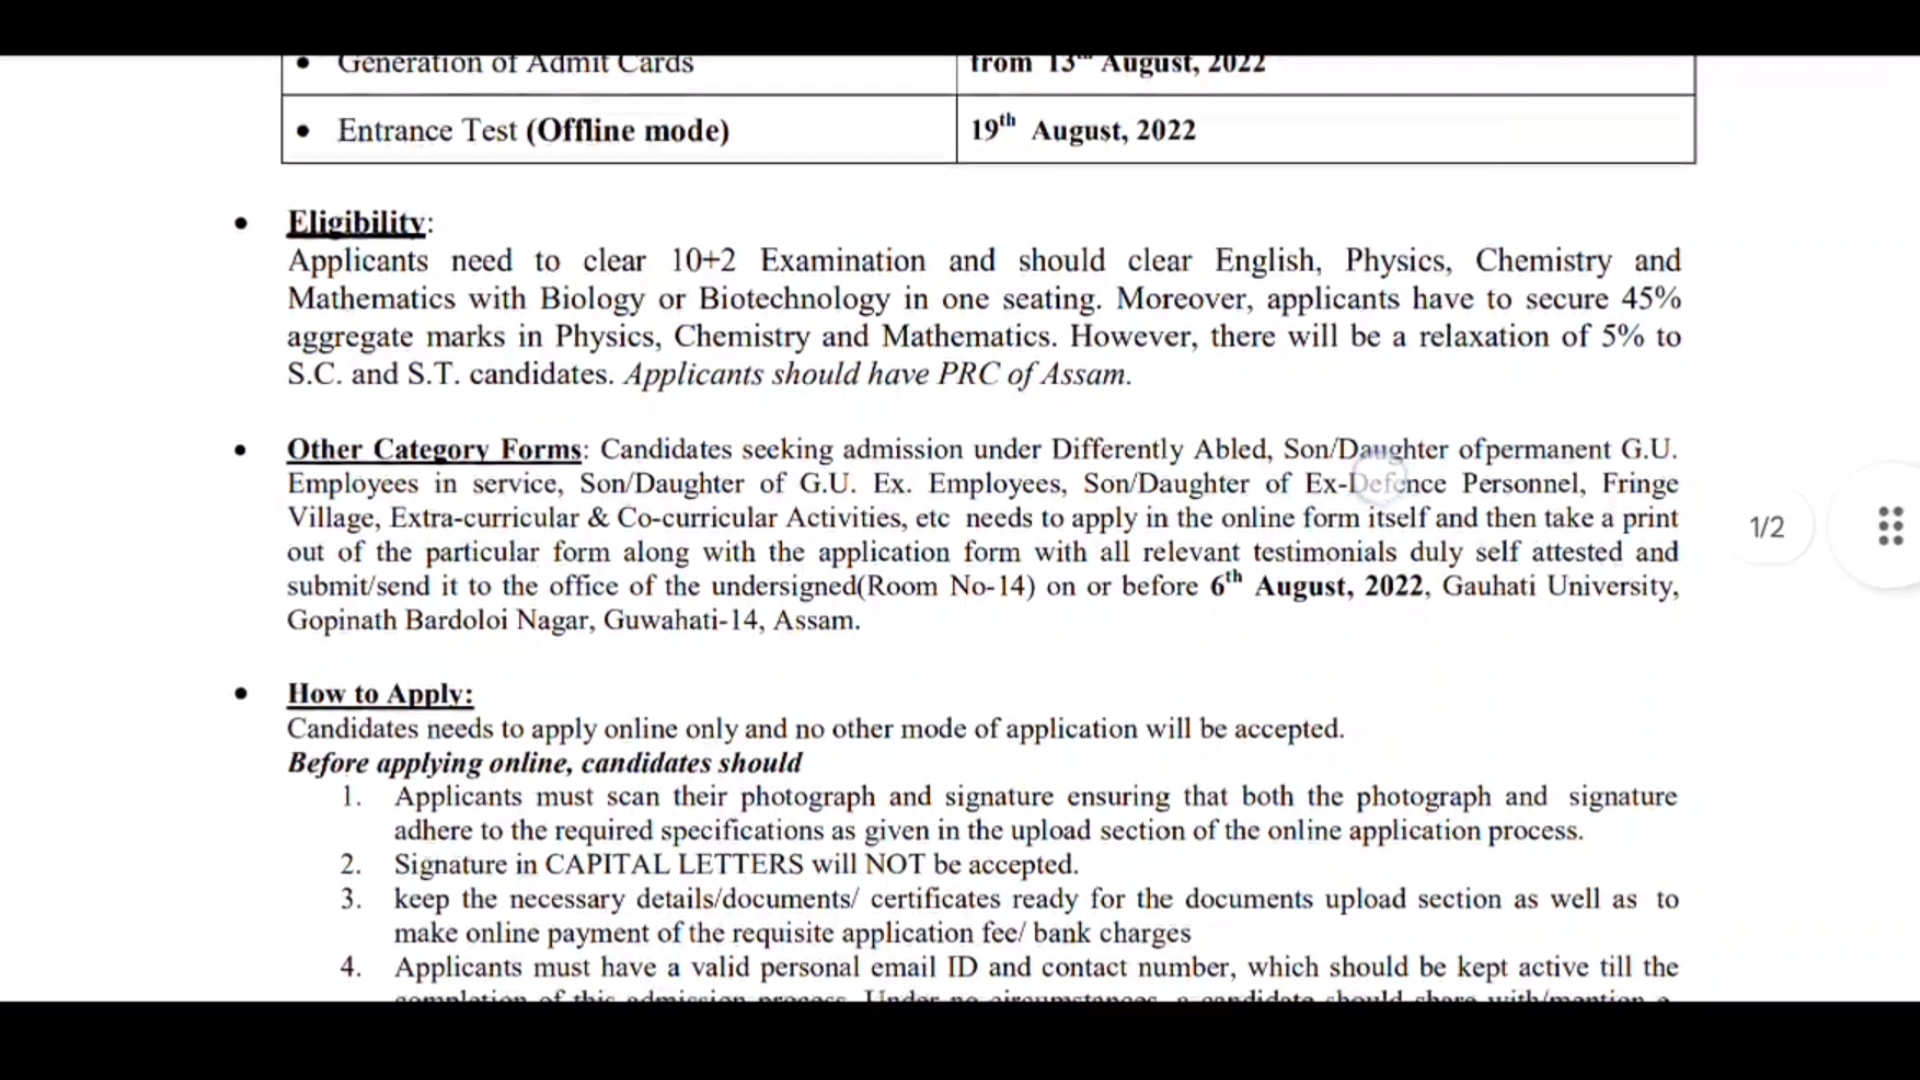 • Generation of Admit Cards from 13th August, 2022
• Entrance Test (Offline mode) 19th August, 2022
• Eligibility:
Applicants need to clear 10+2 Examination and should clear English, Physics, Chemistry and
Mathematics with Biology or Biotechnology in one seating. Moreover, applicants have to secure 45%
aggregate marks in Physics, Chemistry and Mathematics. However, there will be a relaxation of 5% to
S.C. and S.T. candidates. Applicants should have PRC of Assam.
• Other Category Forms: Candidates seeking admission under Differently Abled, Son/Daughter ofpermanent G.U.
Employees in service, Son/Daughter of G.U. Ex. Employees, Son/Daughter of Ex-Defence Personnel, Fringe
Village, Extra-curricular & Co-curricular Activities, etc needs to apply in the online form itself and then take a print
out of the particular form along with the application form with all relevant testimonials duly self attested and
submit/send it to the office of the undersigned(Room No-14) on or before 6th August, 2022, Gauhati University,
Gopinath Bardoloi Nagar, Guwahati-14, Assam.
1/2
• How to Apply:
Candidates needs to apply online only and no other mode of application will be accepted.
Before applying online, candidates should
1. Applicants must scan their photograph and signature ensuring that both the photograph and signature
adhere to the required specifications as given in the upload section of the online application process.
2. Signature in CAPITAL LETTERS will NOT be accepted.
3. keep the necessary details/documents/ certificates ready for the documents upload section as well as to
make online payment of the requisite application fee/ bank charges
4. Applicants must have a valid personal email ID and contact number, which should be kept active till the
completion of this admission process. Under no circumstances, a candidate should share with/mention a